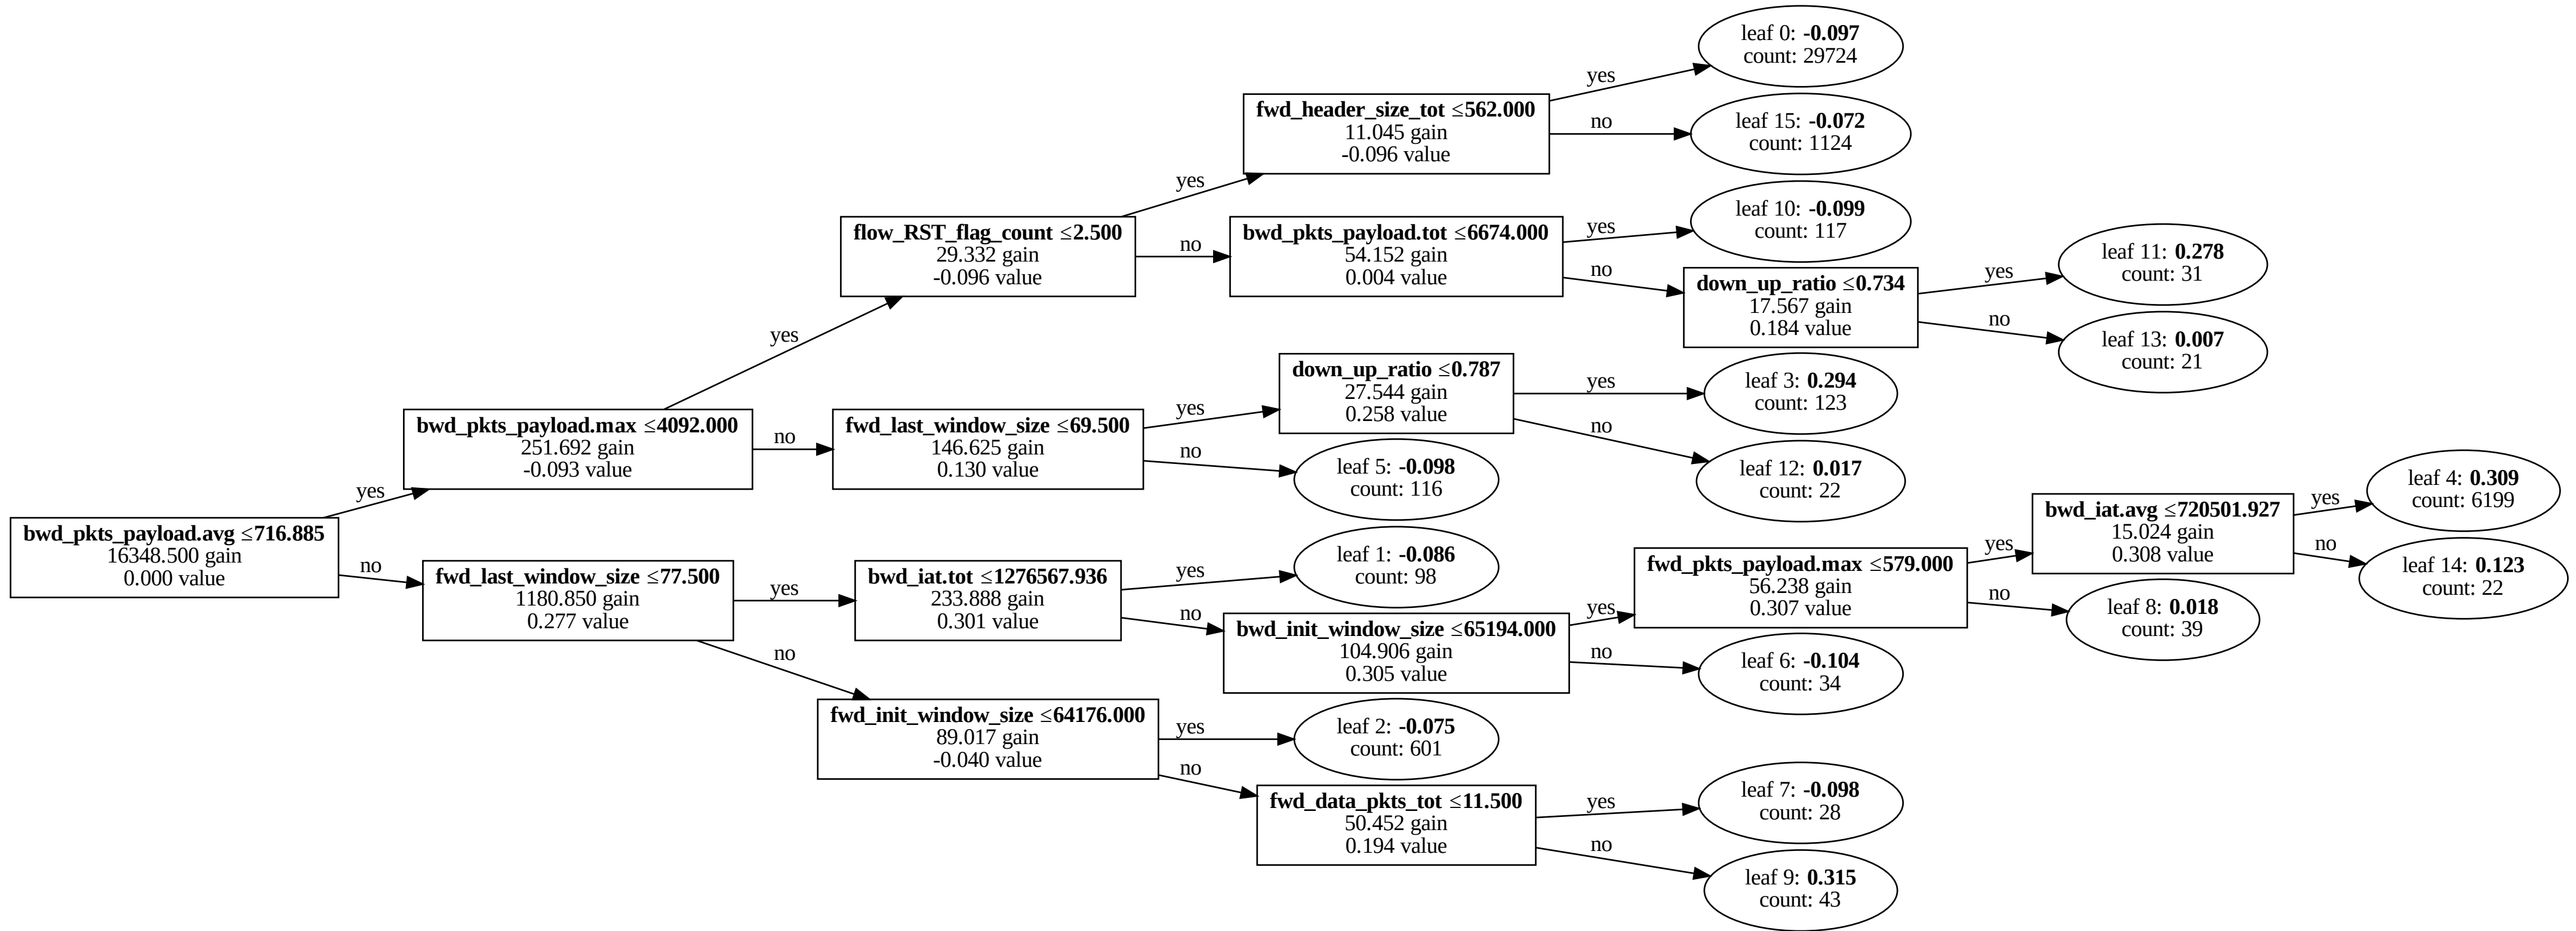 bwd_pkts_payload.avg ≤716.885
16348.500 gain
0.000 value
yes
no
bwd_pkts_payload.max ≤4092.000
251.692 gain
-0.093 value
yes
no
fwd_last_window_size ≤77.500
1180.850 gain
0.277 value
yes
no
flow_RST_flag_count ≤2.500
29.332 gain
-0.096 value
yes
no
fwd_last_window_size ≤69.500
146.625 gain
0.130 value
yes
no
bwd_iat.tot ≤1276567.936
233.888 gain
0.301 value
yes
no
fwd_init_window_size ≤64176.000
89.017 gain
-0.040 value
yes
no
fwd_header_size_tot ≤562.000
11.045 gain
-0.096 value
yes
no
bwd_pkts_payload.tot ≤6674.000
54.152 gain
0.004 value
yes
no
down_up_ratio ≤0.787
27.544 gain
0.258 value
yes
no
leaf 5: -0.098
count: 116
leaf 1: -0.086
count: 98
bwd_init_window_size ≤65194.000
104.906 gain
0.305 value
yes
no
leaf 2: -0.075
count: 601
fwd_data_pkts_tot ≤11.500
50.452 gain
0.194 value
yes
no
leaf 0: -0.097
count: 29724
leaf 15: -0.072
count: 1124
leaf 10: -0.099
count: 117
down_up_ratio ≤0.734
17.567 gain
0.184 value
yes
no
leaf 3: 0.294
count: 123
leaf 12: 0.017
count: 22
fwd_pkts_payload.max ≤579.000
56.238 gain
0.307 value
yes
no
leaf 6: -0.104
count: 34
leaf 7: -0.098
count: 28
leaf 9: 0.315
count: 43
leaf 11: 0.278
count: 31
leaf 13: 0.007
count: 21
bwd_iat.avg ≤720501.927
15.024 gain
0.308 value
yes
no
leaf 8: 0.018
count: 39
leaf 4: 0.309
count: 6199
leaf 14: 0.123
count: 22